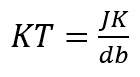 KT = JK/db